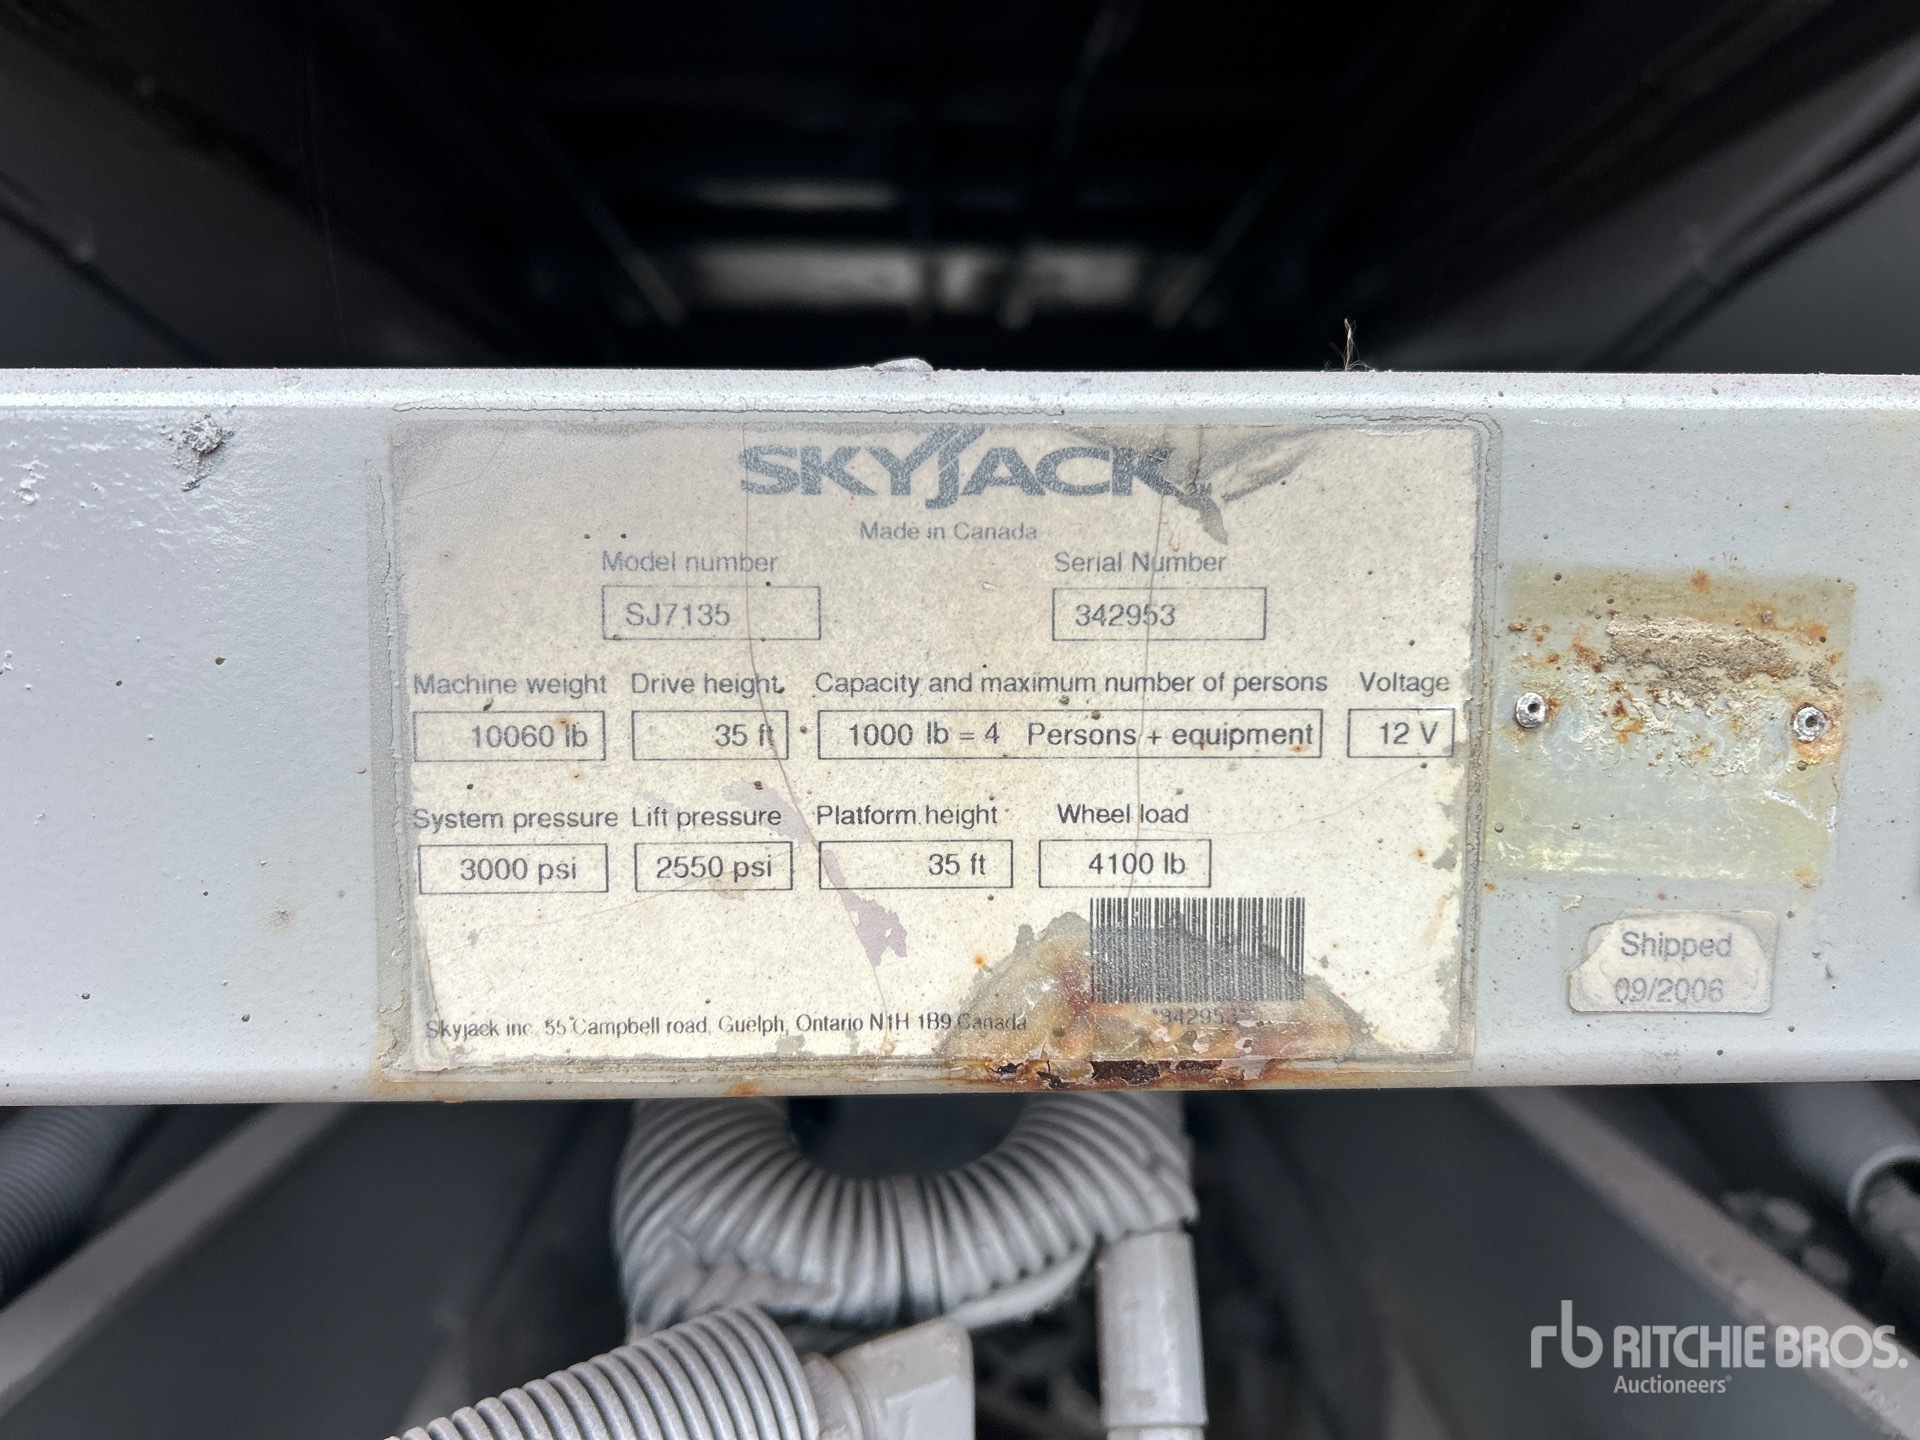 SKYJACK
Made in Canada
Model number Serial Number
SJ7135 342953
Machine weight Drive height Capacity and maximum number of persons Voltage
10060 lb 35 ft 1000 lb = 4 Persons + equipment 12 V
System pressure Lift pressure Platform height Wheel load
3000 psi 2550 psi 35 ft 4100 lb
*342953*
Skyjack inc. 55 Campbell road, Guelph, Ontario N1H 1B9 Canada
Shipped
09/2006
rb RITCHIE BROS.
Auctioneers